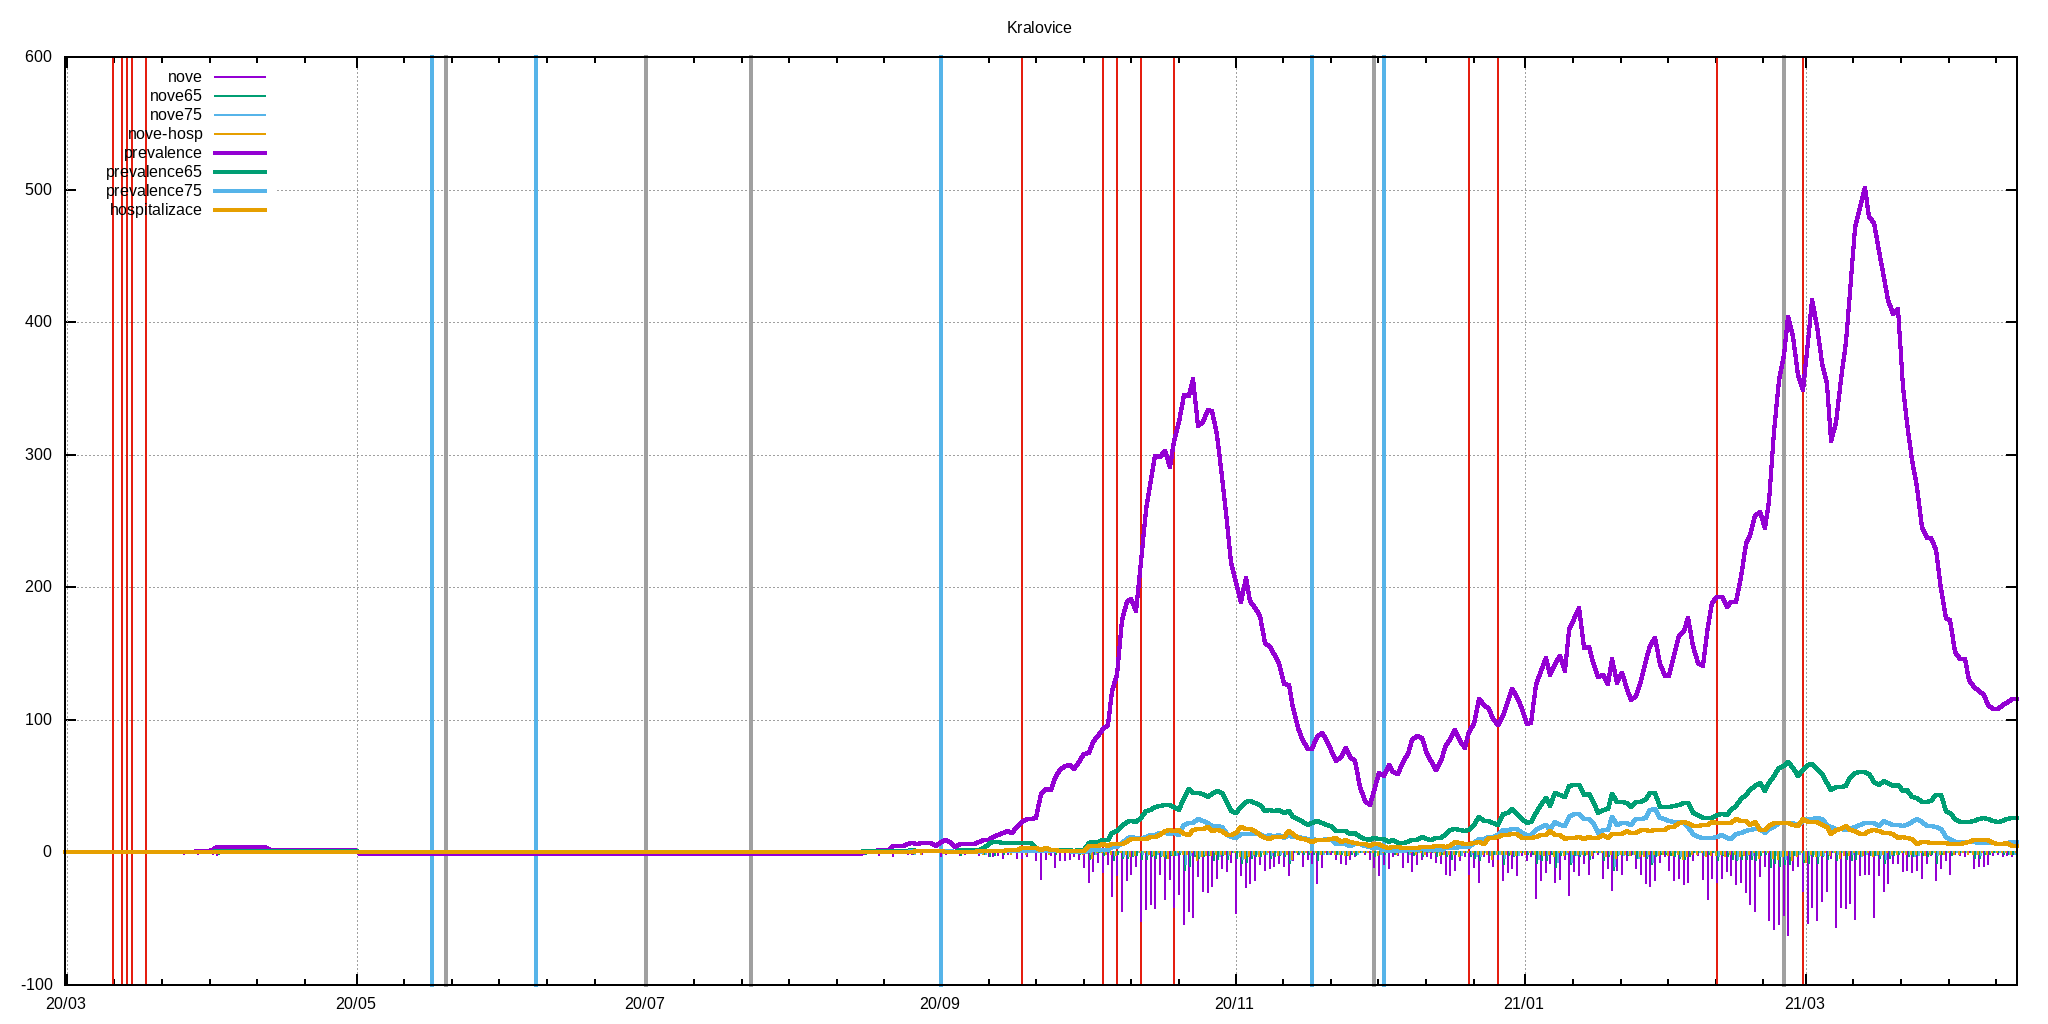 Kralovice
600
500
400
300
200
100
0
-100
nove
nove65
nove75
nove-hosp
prevalence
prevalence65
prevalence75
hospitalizace
20/03 20/05 20/07 20/09 20/11 21/01 21/03